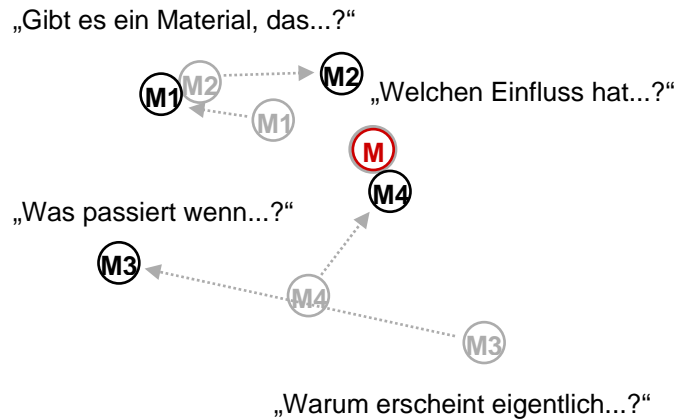 „Gibt es ein Material, das...?“
M2
M1
M2
„Welchen Einfluss hat...?“
M1
M
M4
„Was passiert wenn...?“
M3
M4
M3
„Warum erscheint eigentlich...?“